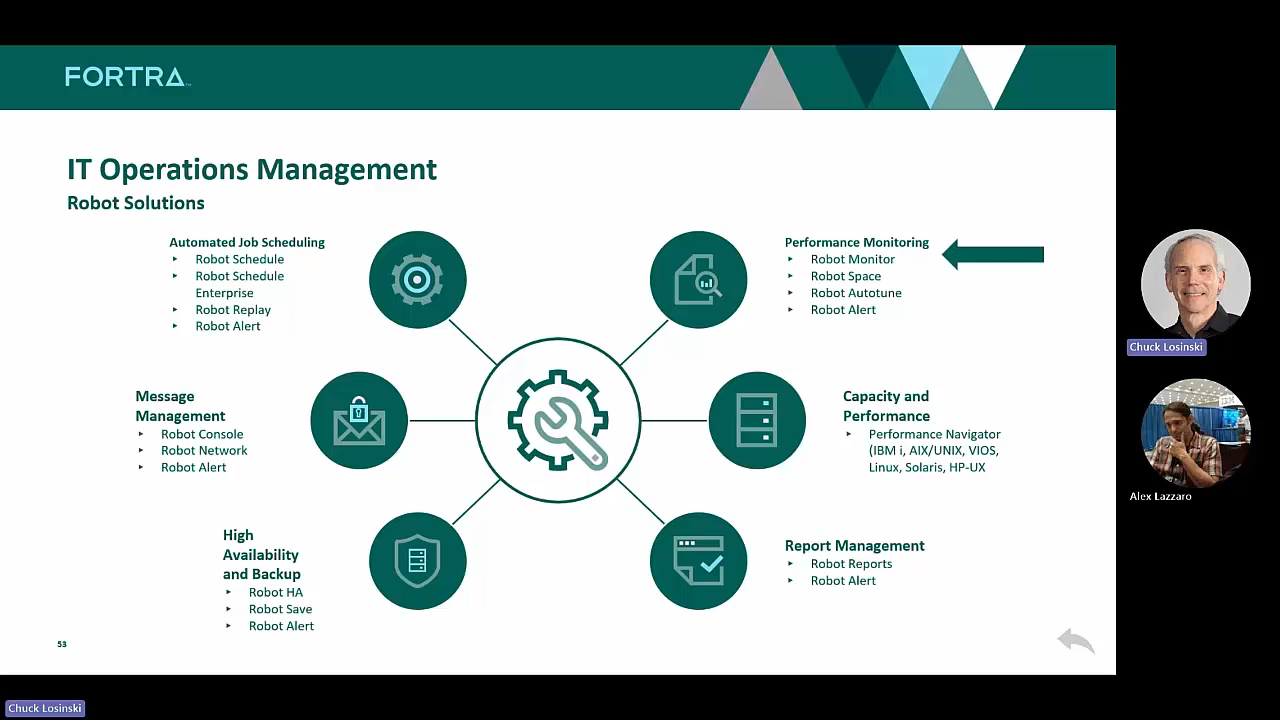 FORTRA
IT Operations Management
Robot Solutions
Automated Job Scheduling
Robot Schedule
Robot Schedule
Enterprise
Robot Replay
Robot Alert
Performance Monitoring
Robot Monitor
Robot Space
Robot Autotune
Robot Alert
Message
Management
Robot Console
Robot Network
Robot Alert
Capacity and
Performance
Performance Navigator
(IBM i, AIX/UNIX, VIOS,
Linux, Solaris, HP-UX
High
Availability
and Backup
Robot HA
Robot Save
Robot Alert
Report Management
Robot Reports
Robot Alert
53
Chuck Losinski
Alex Lazzaro
Chuck Losinski